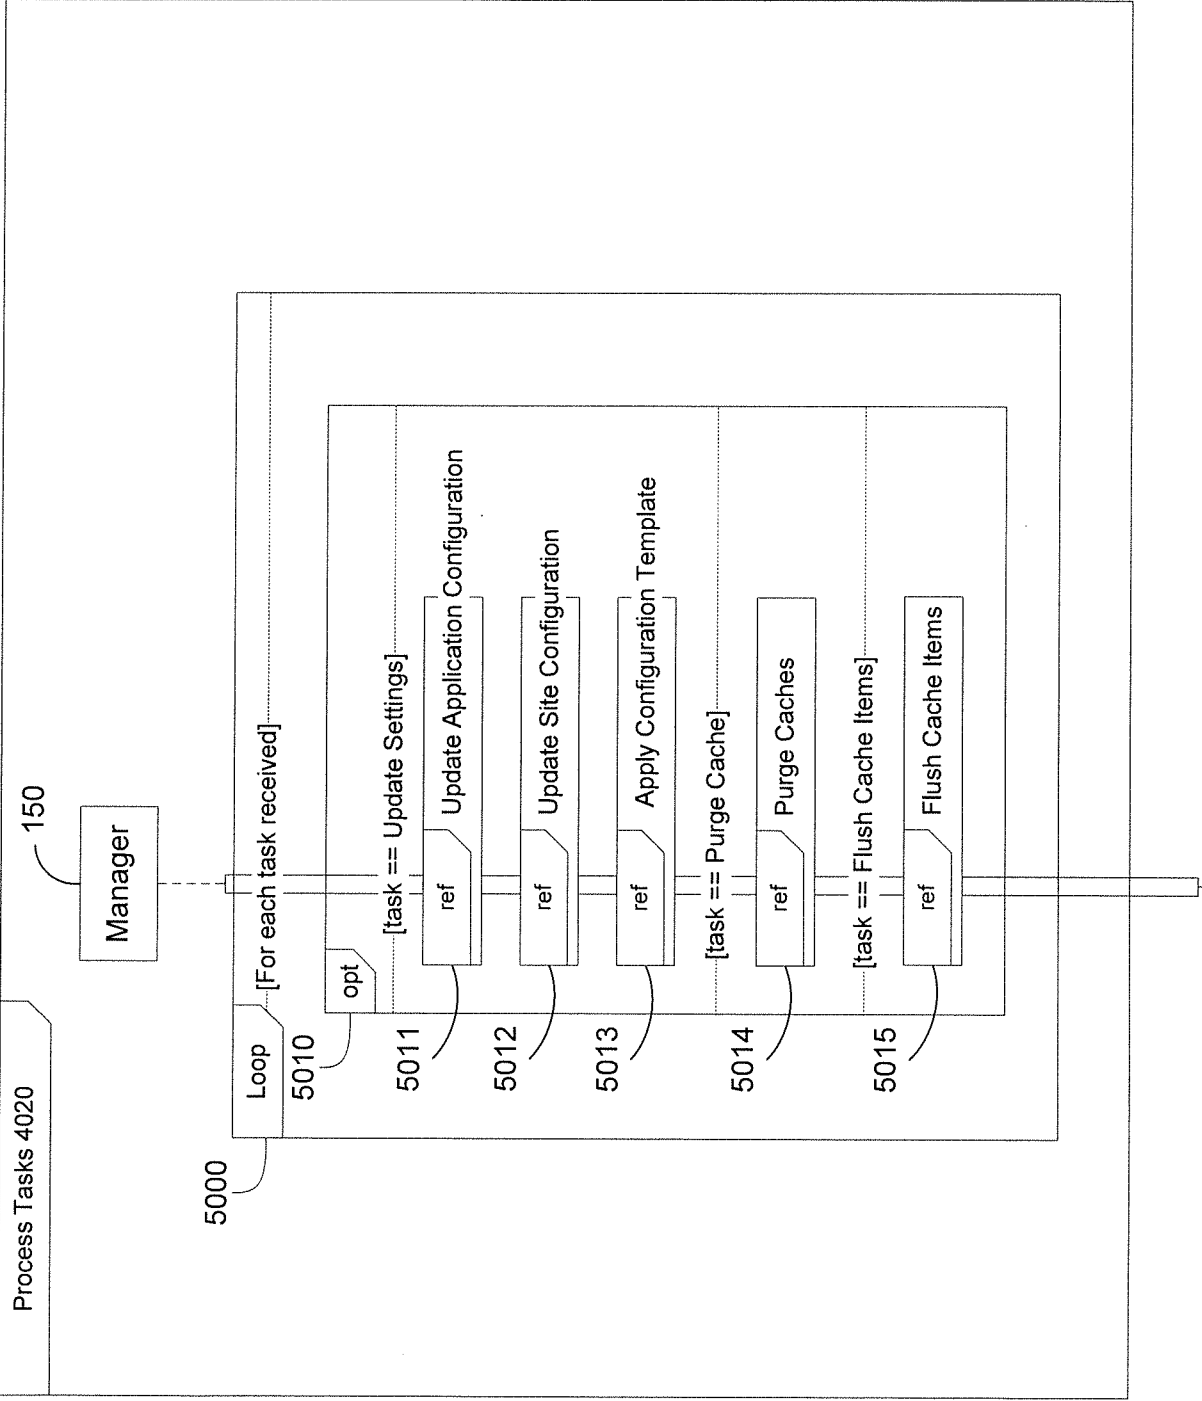 Process Tasks 4020
Manager
150
5000
Loop
[For each task received]
5010
opt
[task == Update Settings]
5011
ref
Update Application Configuration
5012
ref
Update Site Configuration
5013
ref
Apply Configuration Template
[task == Purge Cache]
5014
ref
Purge Caches
[task == Flush Cache Items]
5015
ref
Flush Cache Items